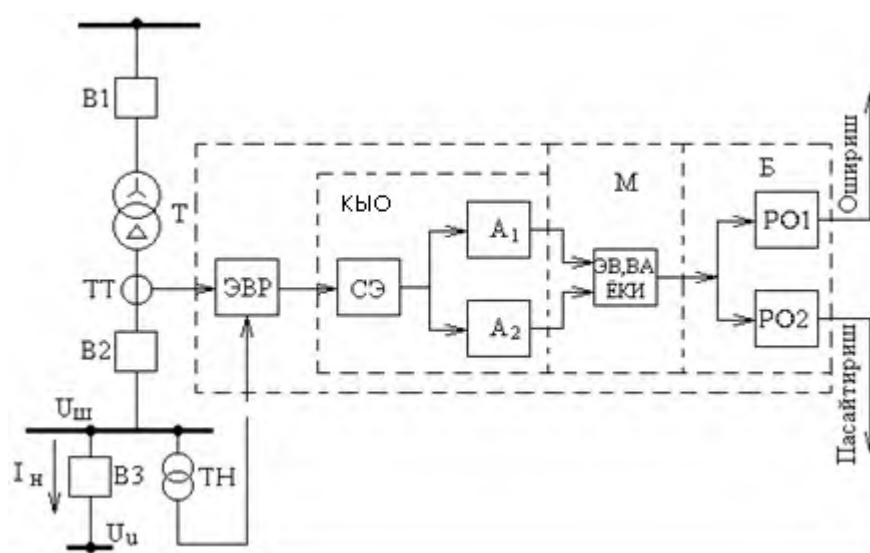 В1
Т
ТТ
В2
Uш
Iн
В3
ТН
Uu
ЭВР
КЫО
СЭ
А1
А2
М
ЭВ,ВА
ЁКИ
Б
РО1
РО2
Ошириш
Пасайтириш